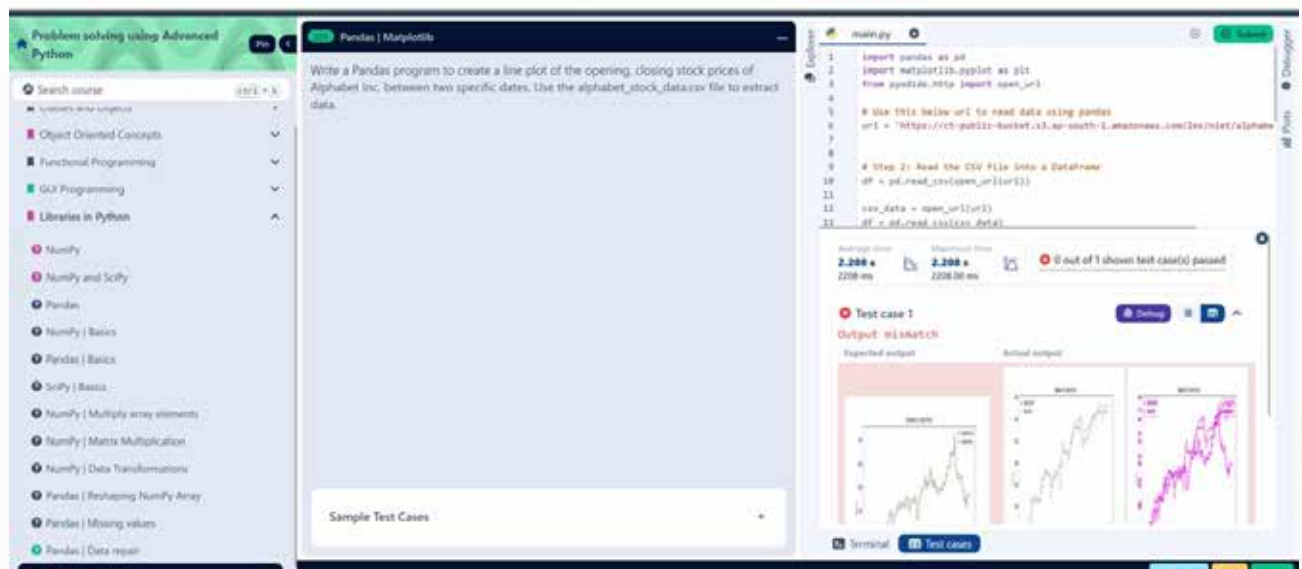 Problem solving using Advanced
Python
Pin
Search course
Ctrl + k
Object Oriented Concepts
Functional Programming
GUI Programming
Libraries in Python
NumPy
NumPy and SciPy
Pandas
NumPy | Basics
Pandas | Basics
SciPy | Basics
NumPy | Multiply array elements
NumPy | Matrix Multiplication
NumPy | Data Transformations
Pandas | Reshaping NumPy Array
Pandas | Missing values
Pandas | Data repair
Pandas | Matplotlib
Write a Pandas program to create a line plot of the opening, closing stock prices of
Alphabet Inc. between two specific dates. Use the alphabet_stock_data.csv file to extract
data.
Sample Test Cases
Explorer
main.py
Submit
Debugger
Plots
1 import pandas as pd
2 import matplotlib.pyplot as plt
3 from pyodide.http import open_url
4
5 # Use this below url to read data using pandas
6 url = "https://ct-public-bucket.s3.ap-south-1.amazonaws.com/lms/niet/alphabe
7
8
9 # Step 2: Read the CSV file into a DataFrame
10 df = pd.read_csv(open_url(url))
11
12 csv_data = open_url(url)
13 df = pd.read_csv(csv_data)
Average time
2.208 s
2208 ms
Maximum time
2.208 s
2208.00 ms
0 out of 1 shown test case(s) passed
Test case 1
Debug
Output mismatch
Expected output
Actual output
Terminal
Test cases